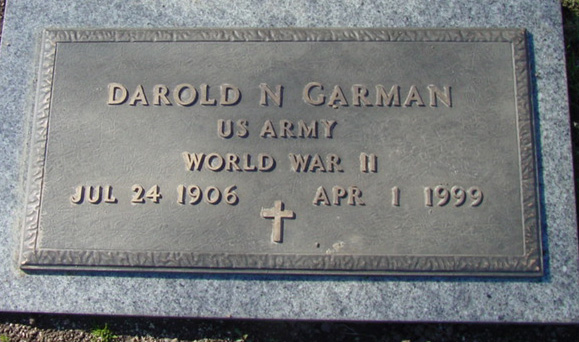 DAROLD N GARMAN
US ARMY
WORLD WAR II
JUL 24 1906 APR 1 1999